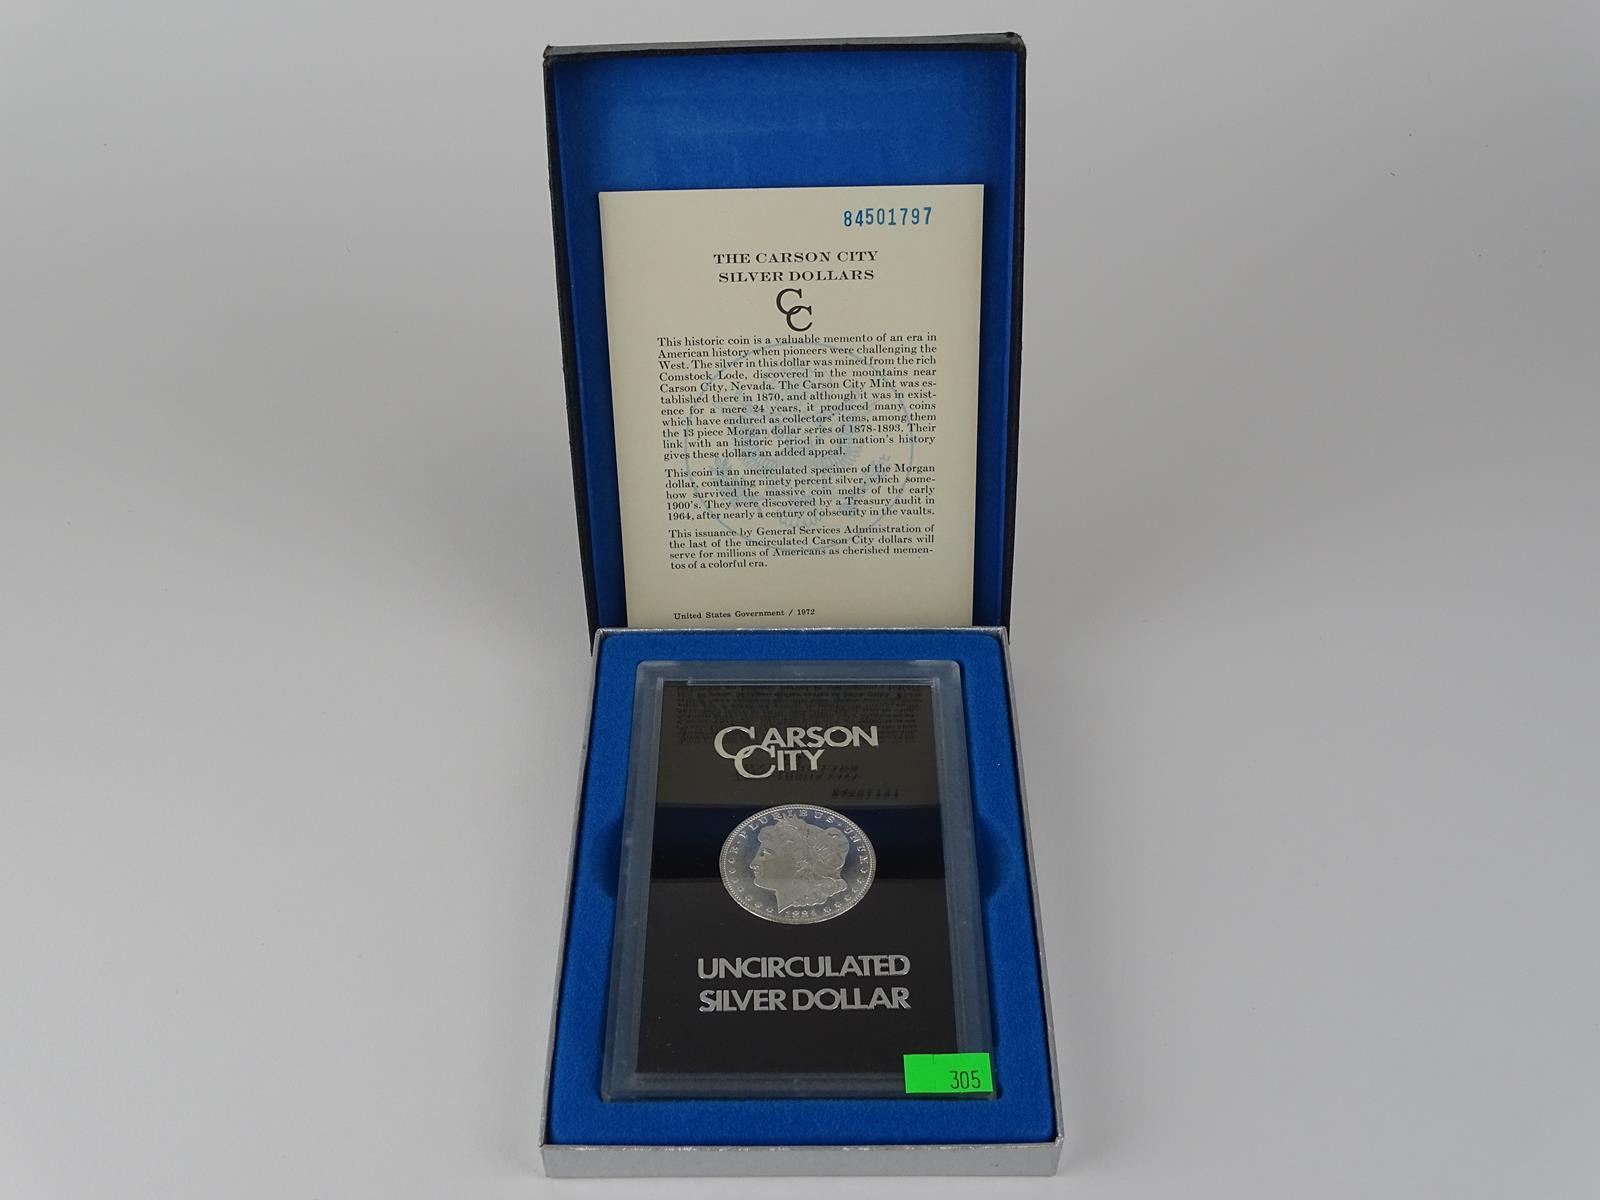 84501797
THE CARSON CITY
SILVER DOLLARS
CC
This historic coin is a valuable memento of an era in
American history when pioneers were challenging the
West. The silver in this dollar was mined from the rich
Comstock Lode, discovered in the mountains near
Carson City, Nevada. The Carson City Mint was es-
tablished there in 1870, and although it was in exist-
ence for a mere 24 years, it produced many coins
which have endured as collectors' items, among them
the 13 piece Morgan dollar series of 1878-1893. Their
link with an historic period in our nation's history
gives these dollars an added appeal.
This coin is an uncirculated specimen of the Morgan
dollar, containing ninety percent silver, which some-
how survived the massive coin melts of the early
1900's. They were discovered by a Treasury audit in
1964, after nearly a century of obscurity in the vaults.
This issuance by General Services Administration of
the last of the uncirculated Carson City dollars will
serve for millions of Americans as cherished memen-
tos of a colorful era.
United States Government / 1972
CARSON
CITY
E·PLURIBUS·UNUM
1884
UNCIRCULATED
SILVER DOLLAR
305